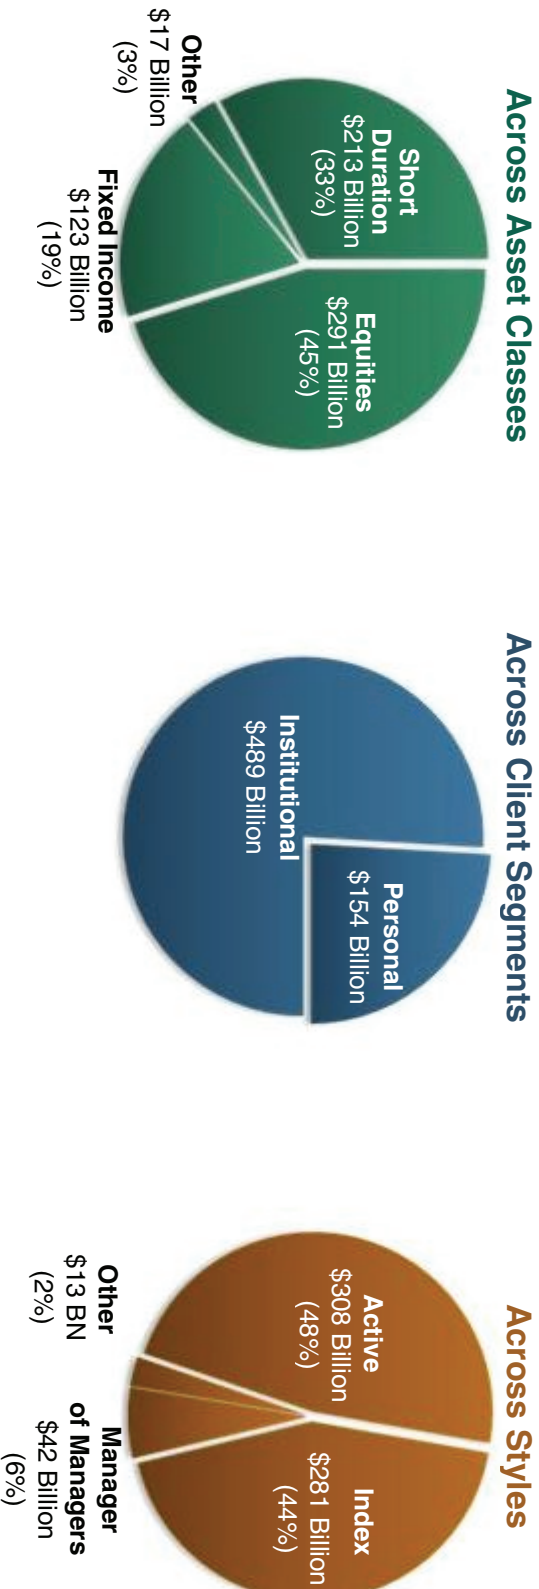 Across Asset Classes
Short
Duration
$213 Billion
(33%)
Equities
$291 Billion
(45%)
Other
$17 Billion
(3%)
Fixed Income
$123 Billion
(19%)
Across Client Segments
Personal
$154 Billion
Institutional
$489 Billion
Across Styles
Active
$308 Billion
(48%)
Index
$281 Billion
(44%)
Other
$13 BN
(2%)
Manager
of Managers
$42 Billion
(6%)